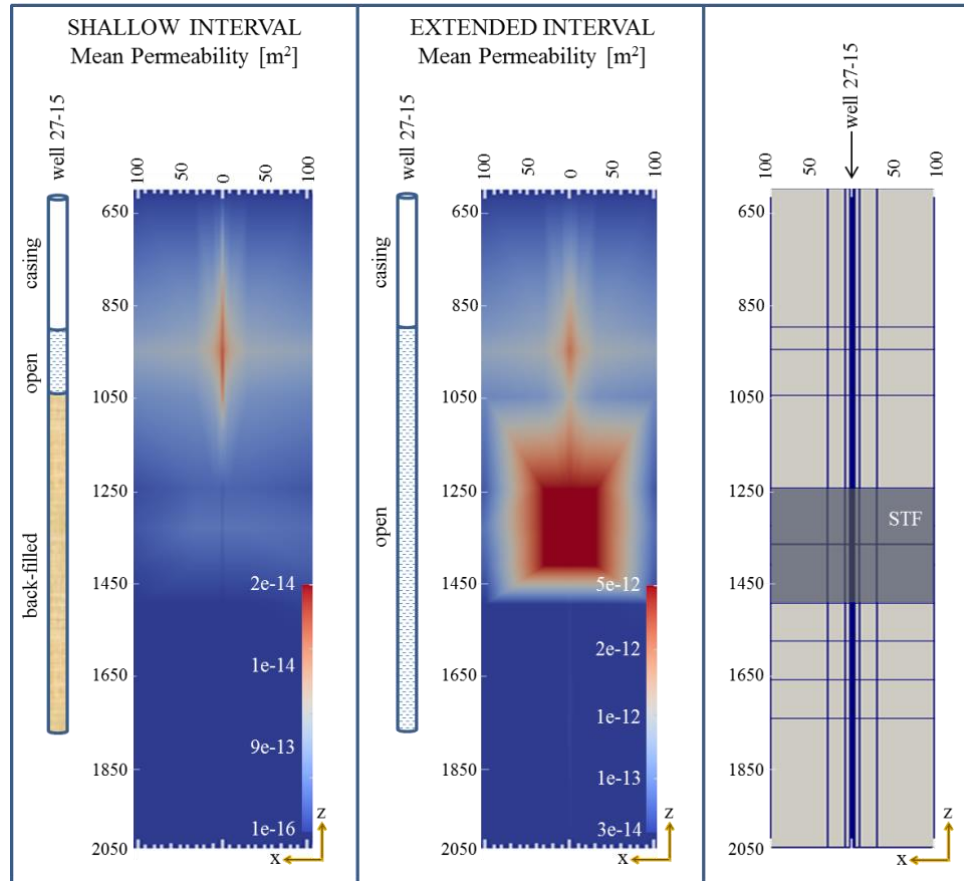 SHALLOW INTERVAL
Mean Permeability [m²]
well 27-15
100
50
0
50
100
casing
open
back-filled
650
850
1050
1250
1450
1650
1850
2050
2e-14
1e-14
9e-13
1e-16
z
x
EXTENDED INTERVAL
Mean Permeability [m²]
well 27-15
100
50
0
50
100
casing
open
650
850
1050
1250
1450
1650
1850
2050
5e-12
2e-12
1e-12
1e-13
3e-14
z
x
well 27-15
100
50
50
100
650
850
1050
1250
STF
1450
1650
1850
2050
z
x